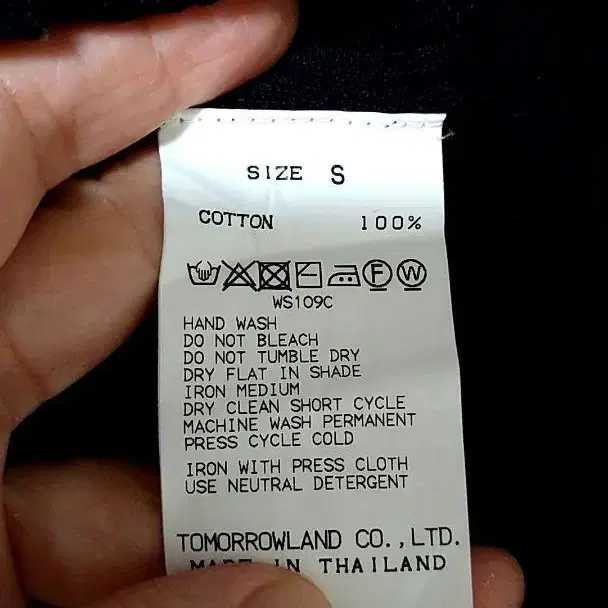 SIZE S
COTTON 100%
F W
WS109C
HAND WASH
DO NOT BLEACH
DO NOT TUMBLE DRY
DRY FLAT IN SHADE
IRON MEDIUM
DRY CLEAN SHORT CYCLE
MACHINE WASH PERMANENT
PRESS CYCLE COLD
IRON WITH PRESS CLOTH
USE NEUTRAL DETERGENT
TOMORROWLAND CO.,LTD.
MADE IN THAILAND